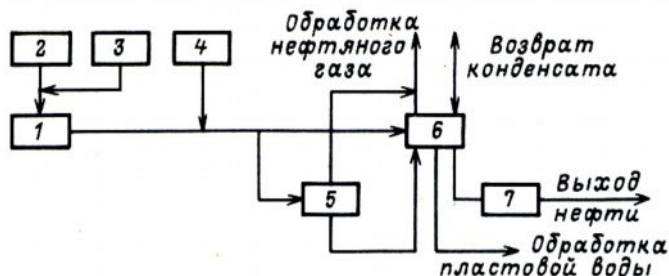 Обработка
нефтяного
газа
Возврат
конденсата
2
3
4
1
6
5
7
Выход
нефти
Обработка
пластовой воды